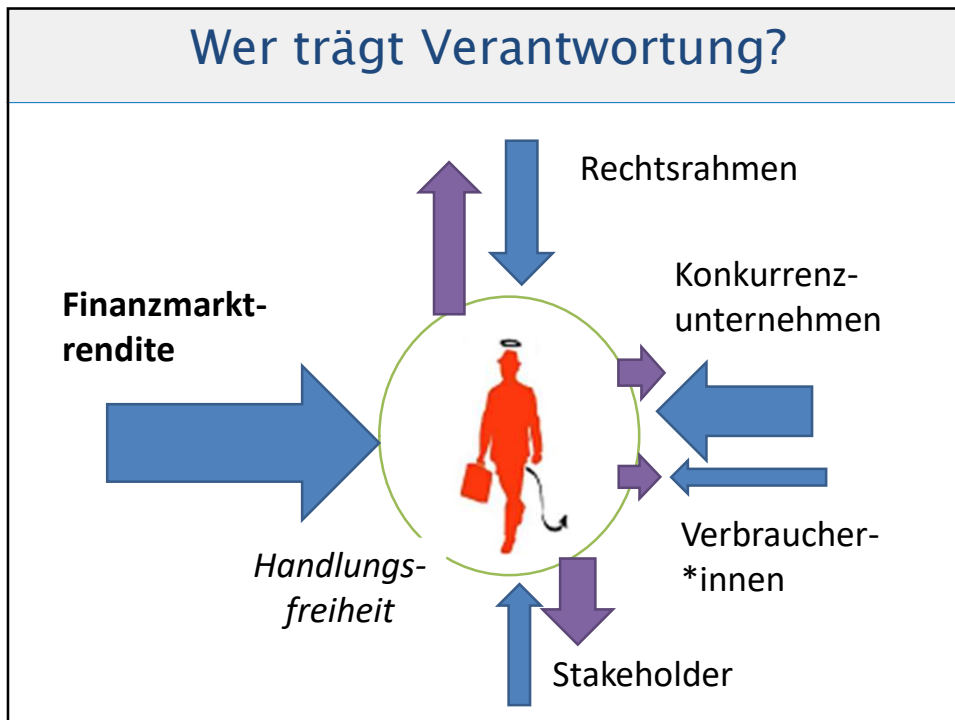 Wer trägt Verantwortung?
Rechtsrahmen
Konkurrenz-
unternehmen
Finanzmarkt-
rendite
Verbraucher-
*innen
Handlungs-
freiheit
Stakeholder